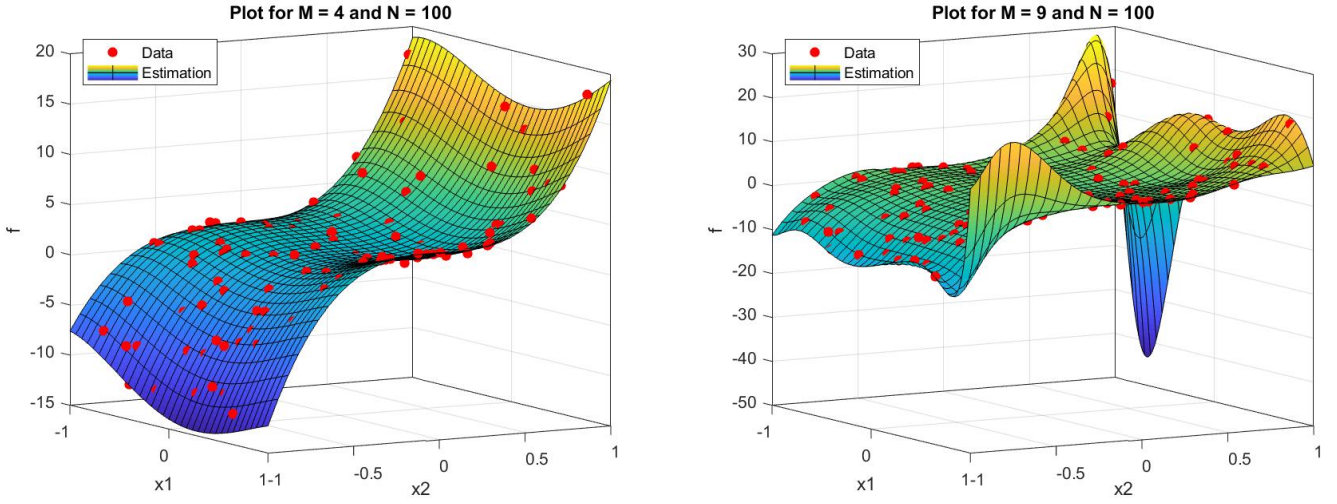 Plot for M = 4 and N = 100
Data
Estimation
20
15
10
5
0
-5
-10
-15
f
-1
0
1
x1
-1
-0.5
0
0.5
1
x2
Plot for M = 9 and N = 100
Data
Estimation
30
20
10
0
-10
-20
-30
-40
-50
f
-1
0
1
x1
-1
-0.5
0
0.5
1
x2